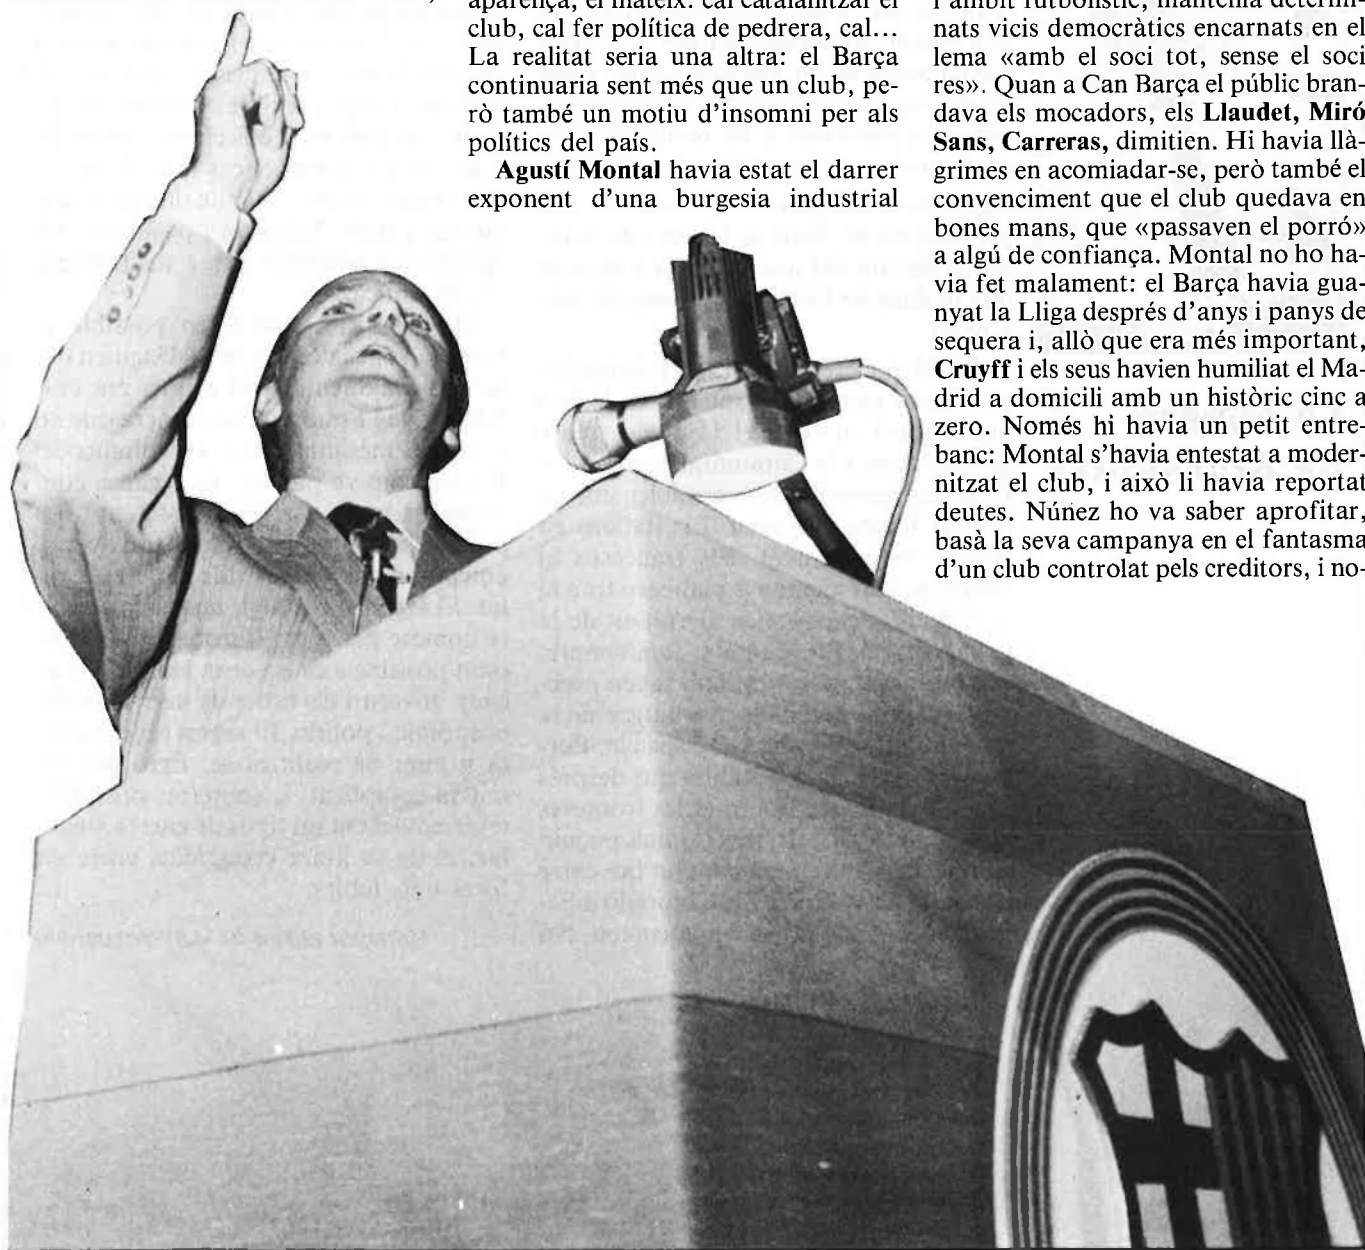 aparença, el mateix: cal catalanitzar el
club, cal fer política de pedrera, cal...
La realitat seria una altra: el Barça
continuaria sent més que un club, pe-
rò també un motiu d'insomni per als
polítics del país.
Agustí Montal havia estat el darrer
exponent d'una burgesia industrial
l'àmbit futbolístic, mantenia determi-
nats vicis democràtics encarnats en el
lema «amb el soci tot, sense el soci
res». Quan a Can Barça el públic bran-
dava els mocadors, els Llaudet, Miró
Sans, Carreras, dimitien. Hi havia llà-
grimes en acomiadar-se, però també el
convenciment que el club quedava en
bones mans, que «passaven el porró»
a algú de confiança. Montal no ho ha-
via fet malament: el Barça havia gua-
nyat la Lliga després d'anys i panys de
sequera i, allò que era més important,
Cruyff i els seus havien humiliat el Ma-
drid a domicili amb un històric cinc a
zero. Només hi havia un petit entre-
banc: Montal s'havia entestat a moder-
nitzat el club, i això li havia reportat
deutes. Núñez ho va saber aprofitar,
basà la seva campanya en el fantasma
d'un club controlat pels creditors, i no-